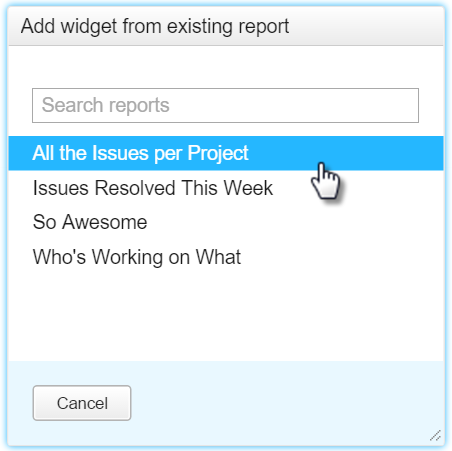 Add widget from existing report
Search reports
All the Issues per Project
Issues Resolved This Week
So Awesome
Who's Working on What
Cancel